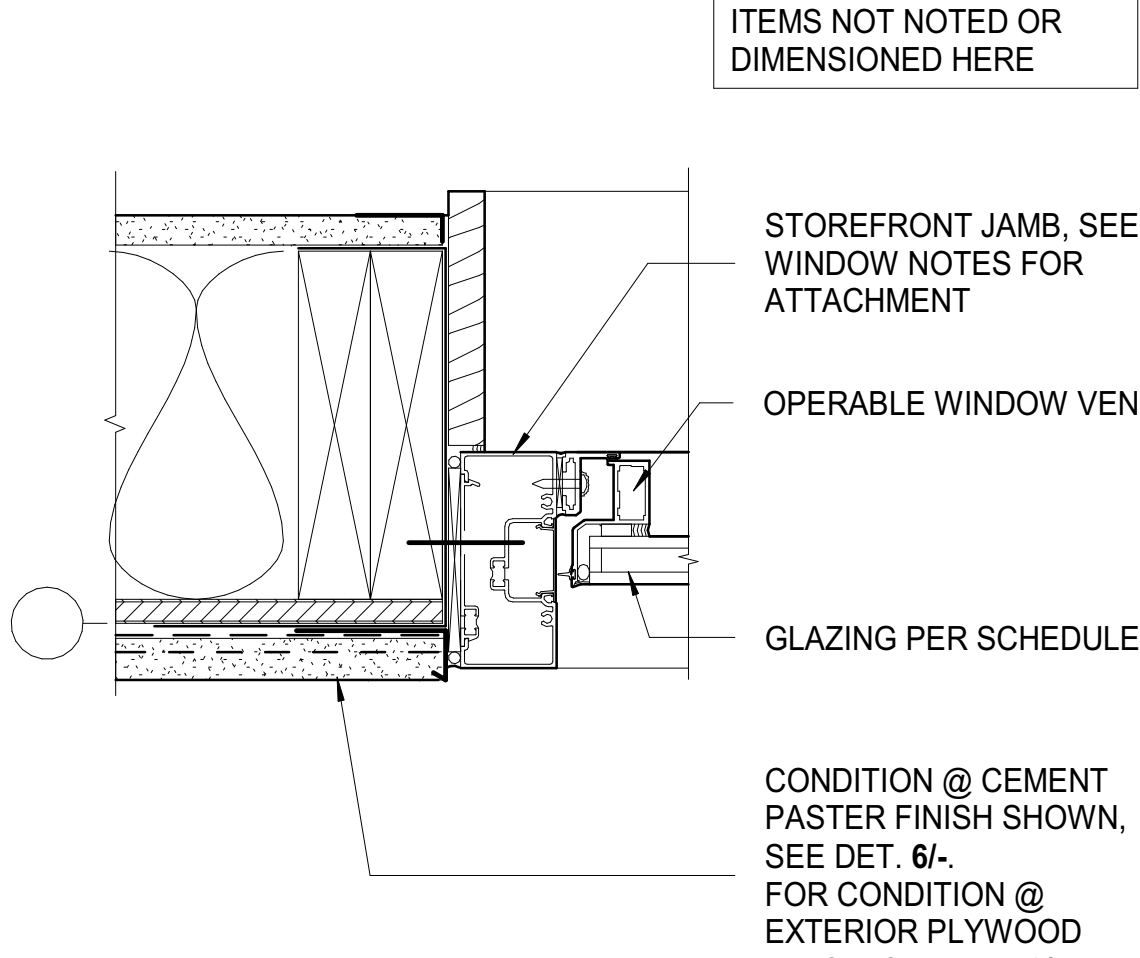 ITEMS NOT NOTED OR
DIMENSIONED HERE
STOREFRONT JAMB, SEE
WINDOW NOTES FOR
ATTACHMENT
OPERABLE WINDOW VEN
GLAZING PER SCHEDULE
CONDITION @ CEMENT
PASTER FINISH SHOWN,
SEE DET. 6/-.
FOR CONDITION @
EXTERIOR PLYWOOD